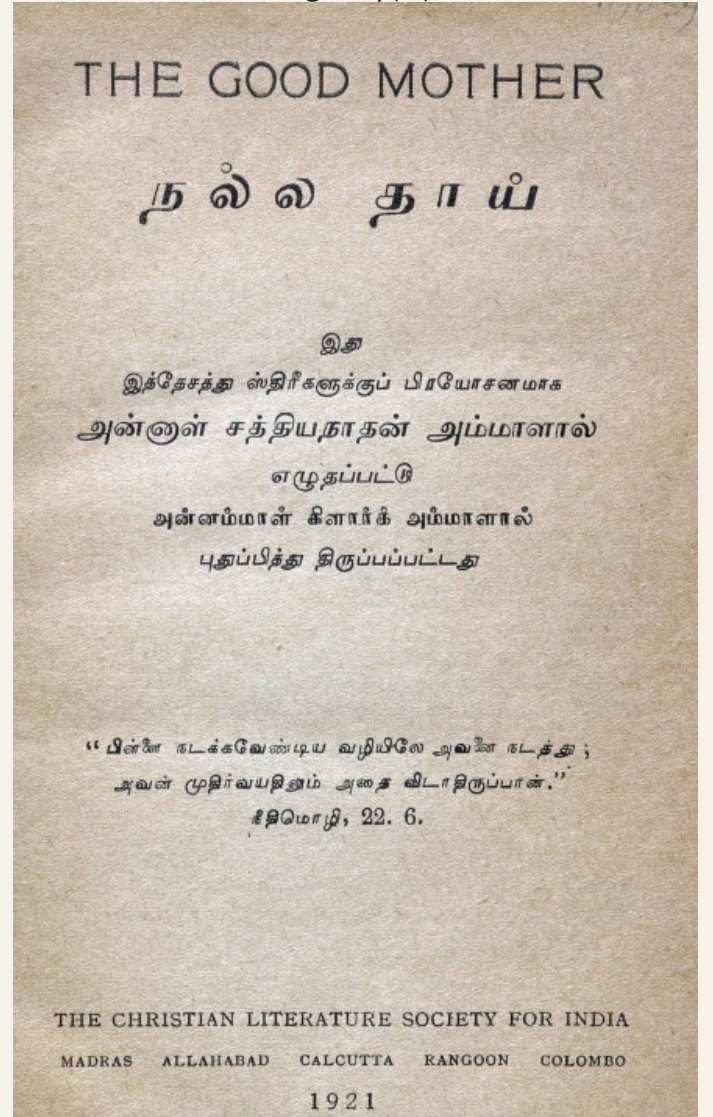 THE GOOD MOTHER
நல்ல தாய்
இது
இத்தேசத்து ஸ்திரீகளுக்குப் பிரயோசனமாக
அன்னாள் சத்தியநாதன் அம்மாளால்
எழுதப்பட்டு
அன்னம்மாள் கிளார்க் அம்மாளால்
புதுப்பித்து திருப்பப்பட்டது
“பிள்ளை நடக்கவேண்டிய வழியிலே அவனை நடத்து ;
அவன் முதிர்வயதினும் அதை விடாதிருப்பான்.”
நீதிமொழி, 22. 6.
THE CHRISTIAN LITERATURE SOCIETY FOR INDIA
MADRAS ALLAHABAD CALCUTTA RANGOON COLOMBO
1921